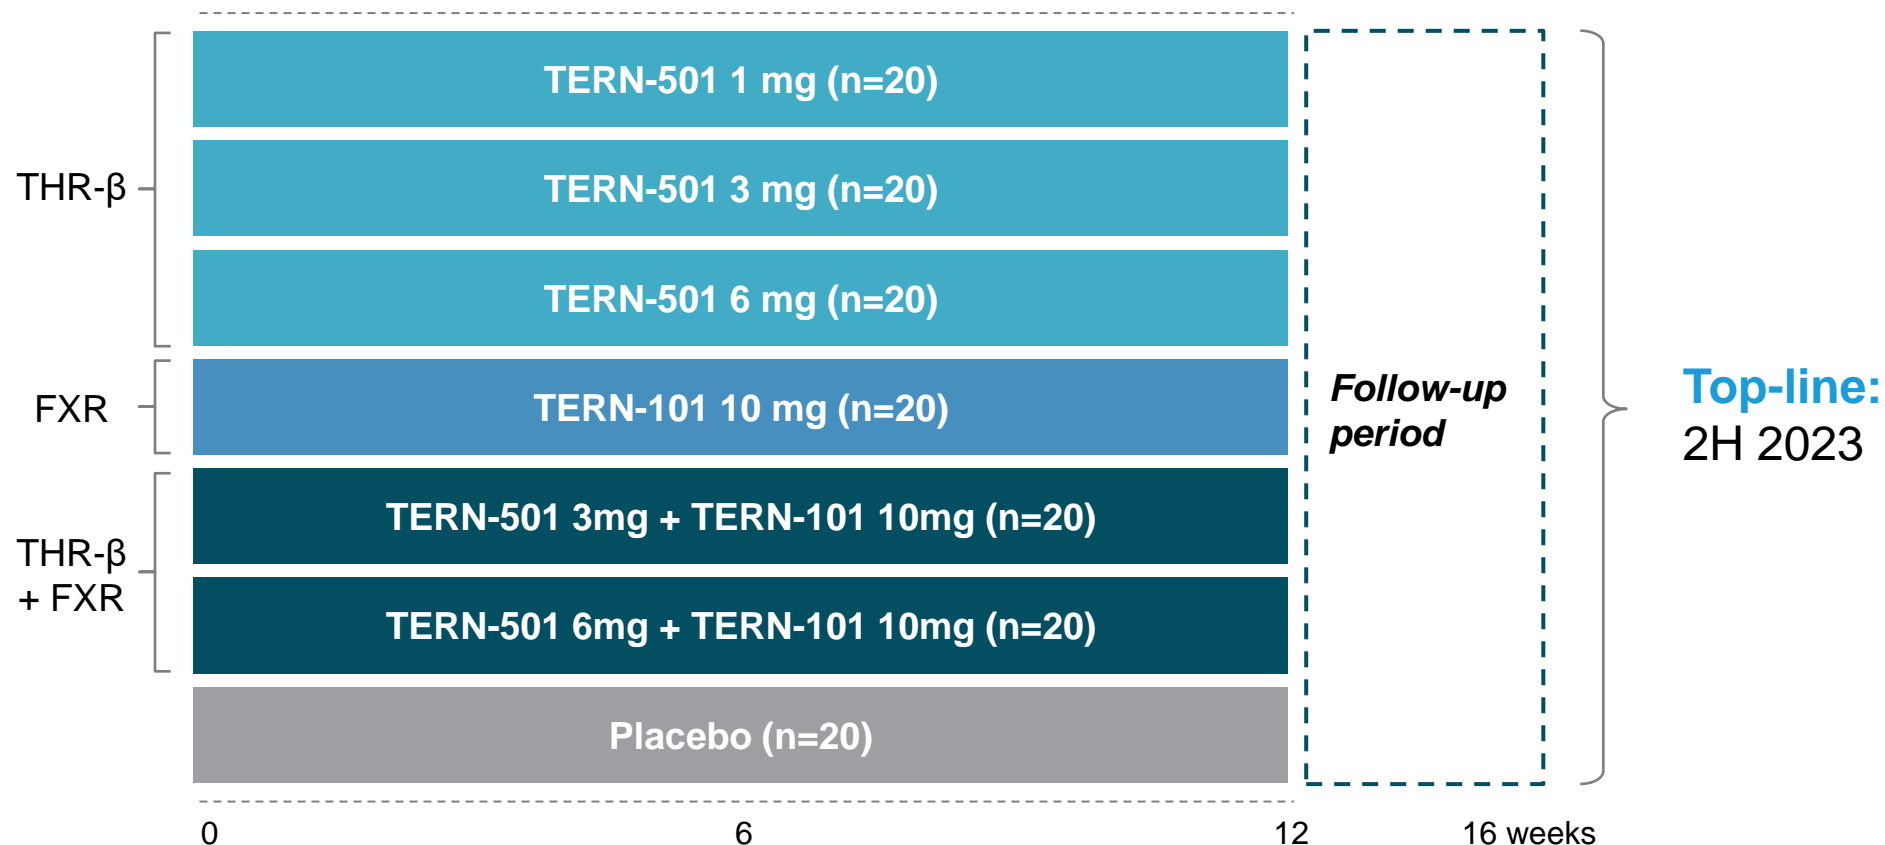 THR-β
TERN-501 1 mg (n=20)
TERN-501 3 mg (n=20)
TERN-501 6 mg (n=20)
FXR
TERN-101 10 mg (n=20)
THR-β
+ FXR
TERN-501 3mg + TERN-101 10mg (n=20)
TERN-501 6mg + TERN-101 10mg (n=20)
Placebo (n=20)
Follow-up
period
Top-line:
2H 2023
0 6 12 16 weeks